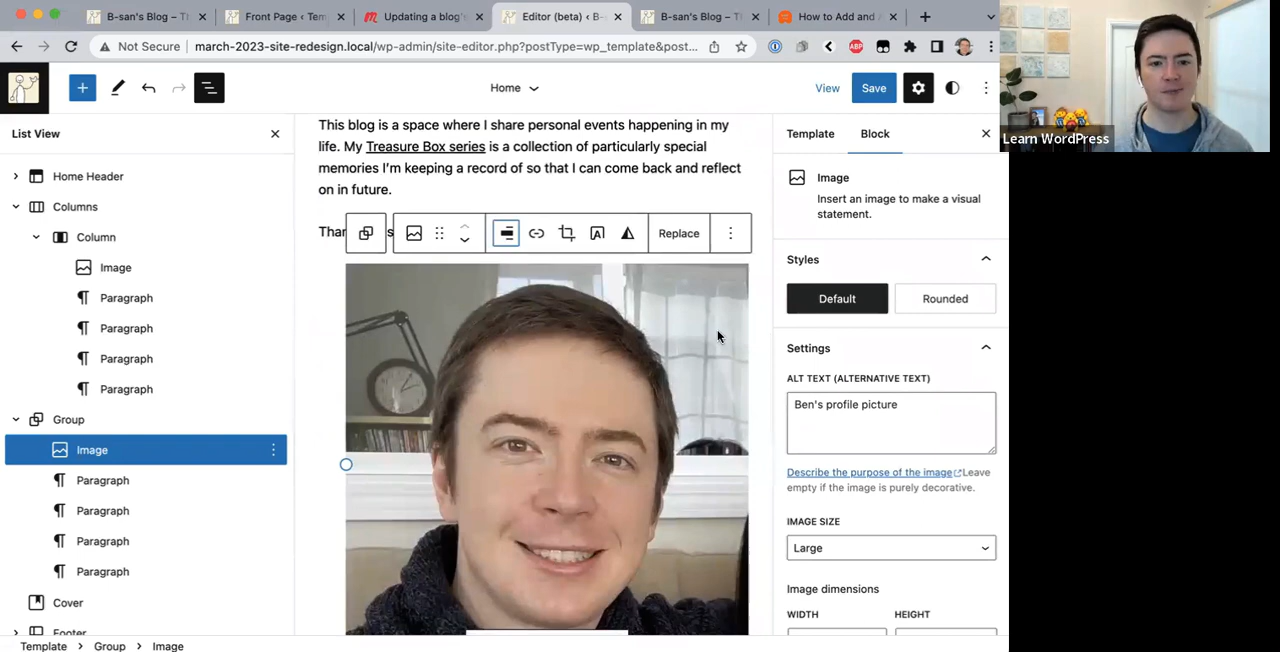 B-san's Blog – Tl
Front Page ‹ Tem
Updating a blog's
Editor (beta) ‹ B-
B-san's Blog – Tl
How to Add and
Not Secure
march-2023-site-redesign.local/wp-admin/site-editor.php?postType=wp_template&post...
ABP
Home
View
Save
List View
Home Header
Columns
Column
Image
Paragraph
Paragraph
Paragraph
Paragraph
Group
Image
Paragraph
Paragraph
Paragraph
Paragraph
Cover
Footer
This blog is a space where I share personal events happening in my
life. My Treasure Box series is a collection of particularly special
memories I'm keeping a record of so that I can come back and reflect
on in future.
Replace
Template
Block
Image
Insert an image to make a visual
statement.
Styles
Default
Rounded
Settings
ALT TEXT (ALTERNATIVE TEXT)
Ben's profile picture
Describe the purpose of the image Leave
empty if the image is purely decorative.
IMAGE SIZE
Large
Image dimensions
WIDTH
HEIGHT
Template > Group > Image
Learn WordPress